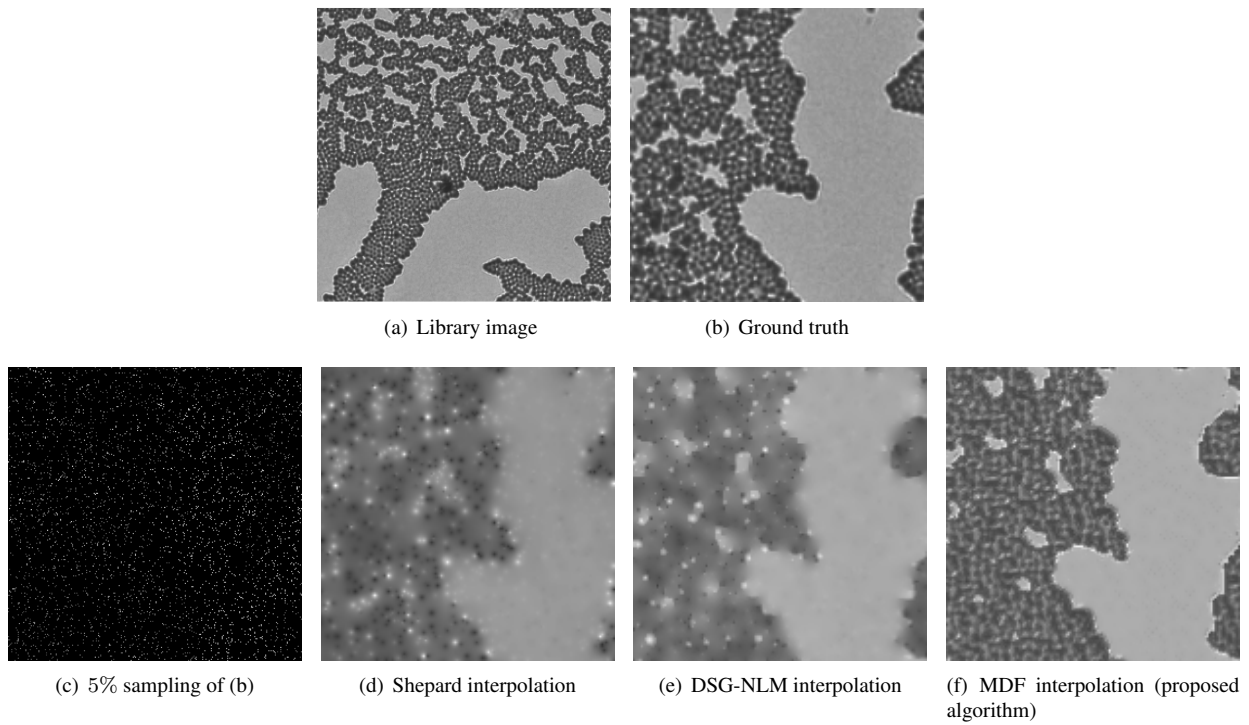 (a) Library image
(b) Ground truth
(c) 5% sampling of (b)
(d) Shepard interpolation
(e) DSG-NLM interpolation
(f) MDF interpolation (proposed
algorithm)